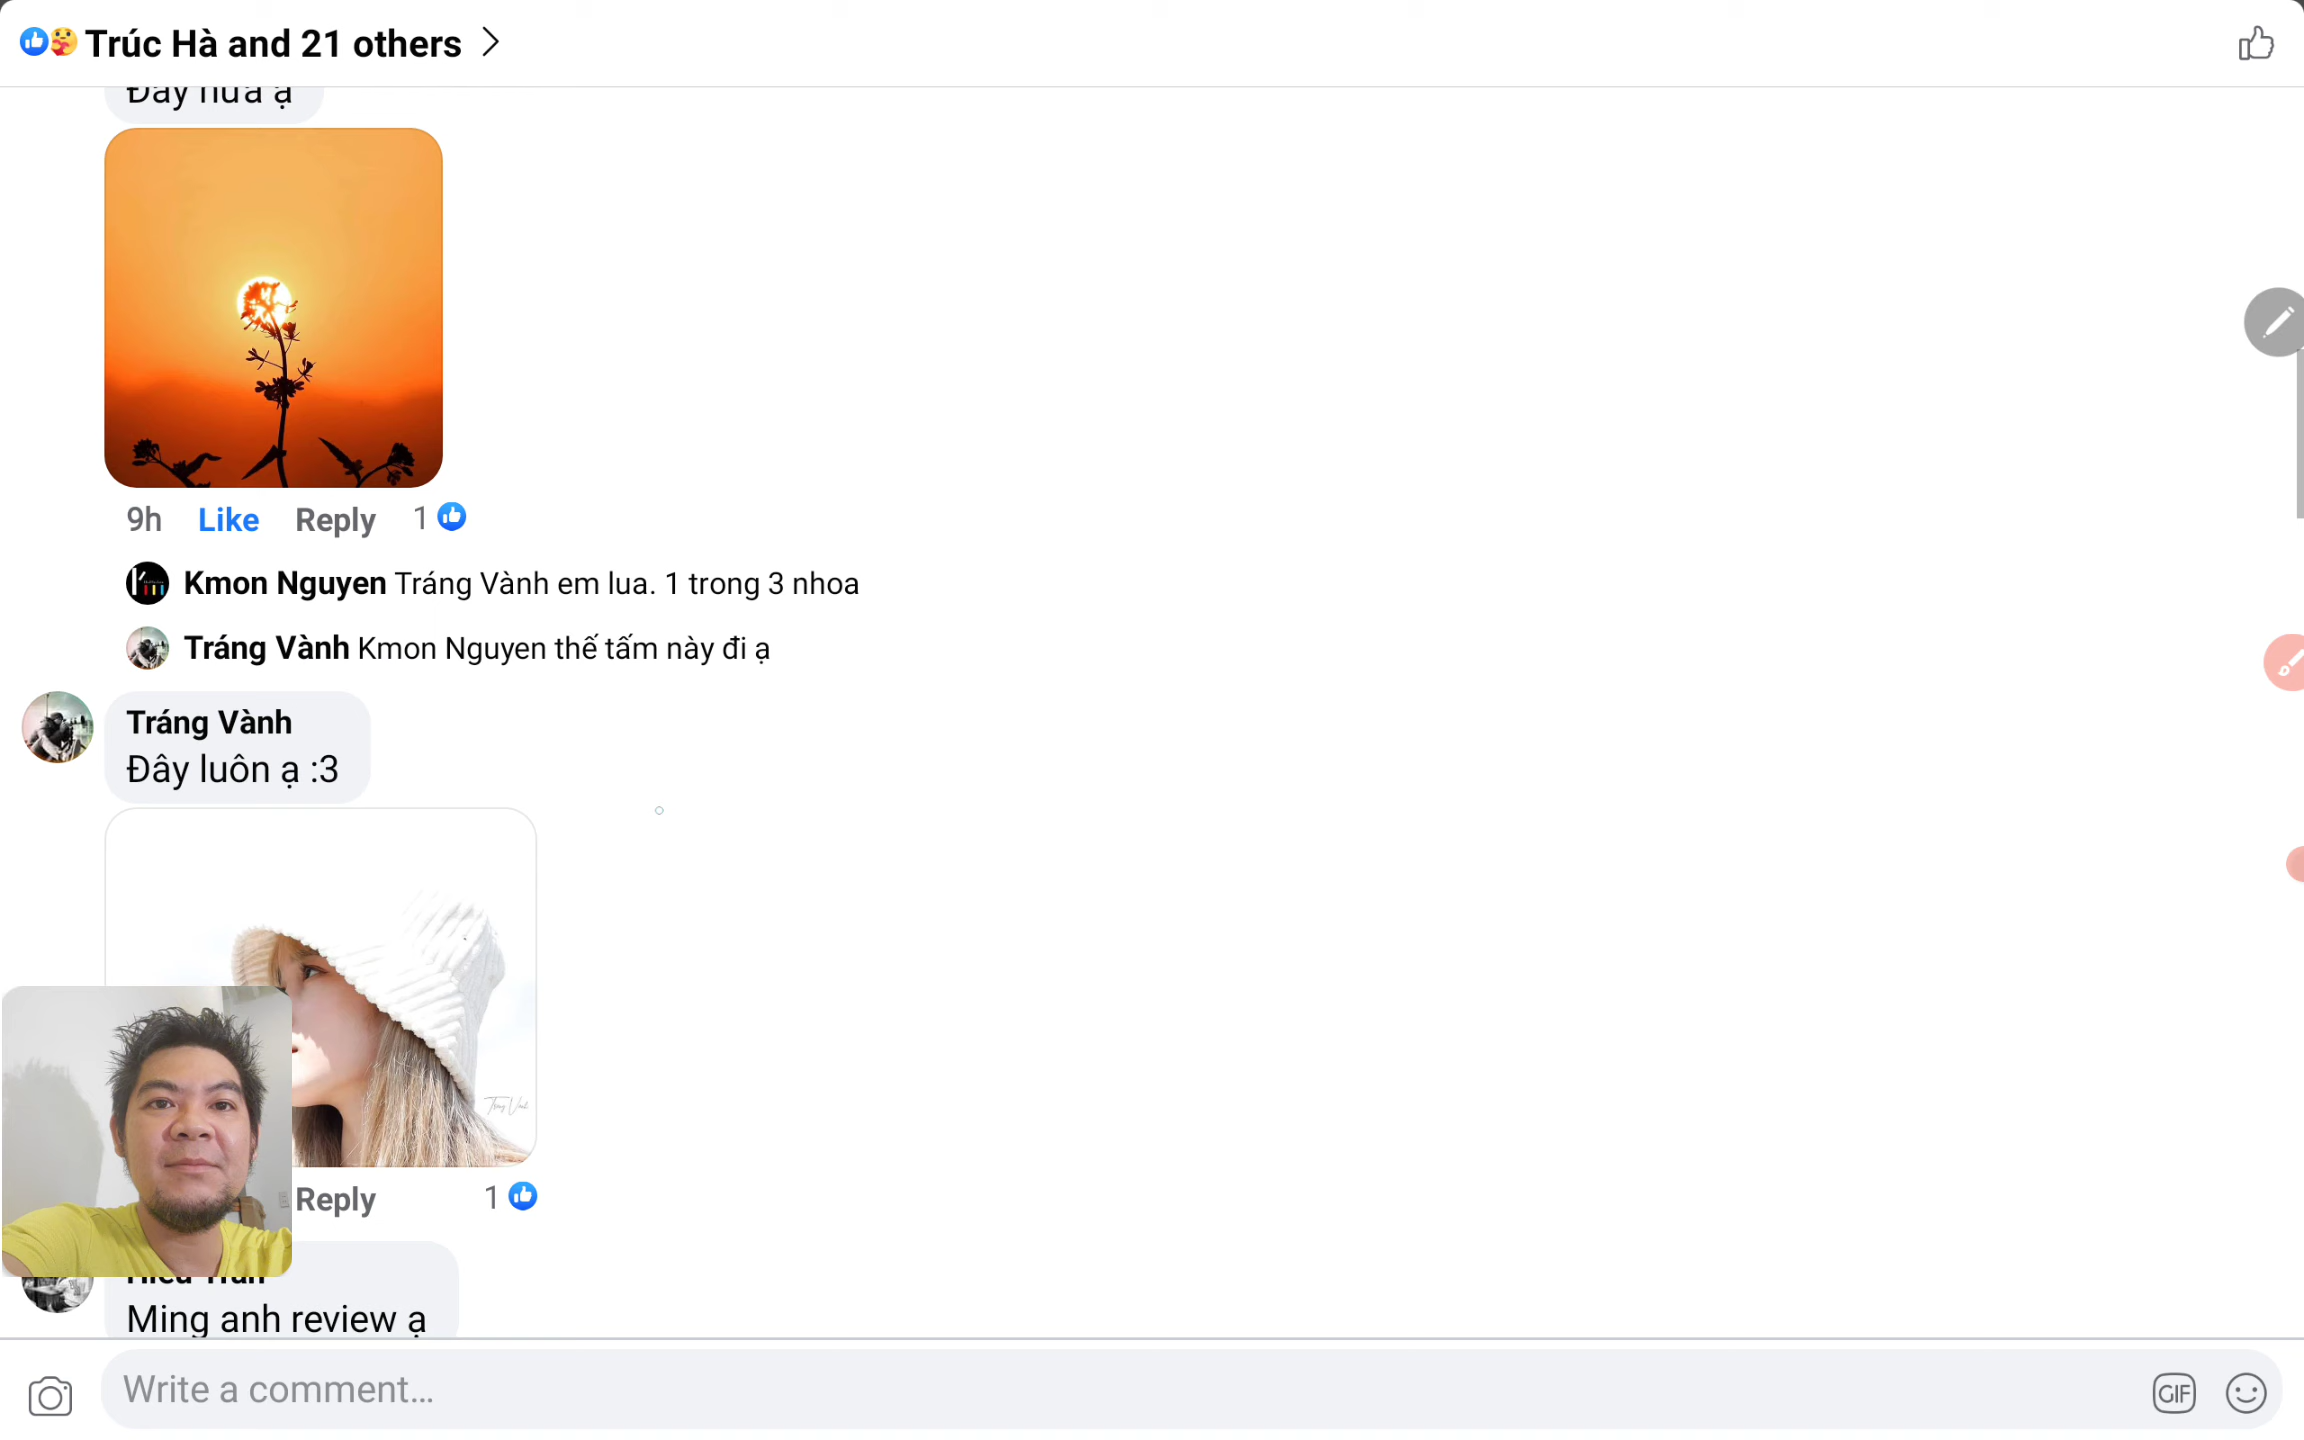 Trúc Hà and 21 others
Đây nữa ạ
9h Like Reply 1
Kmon Nguyen Tráng Vành em lua. 1 trong 3 nhoa
Tráng Vành Kmon Nguyen thế tấm này đi ạ
Tráng Vành
Đây luôn ạ :3
Reply 1
Ming anh review ạ
Write a comment...
GIF